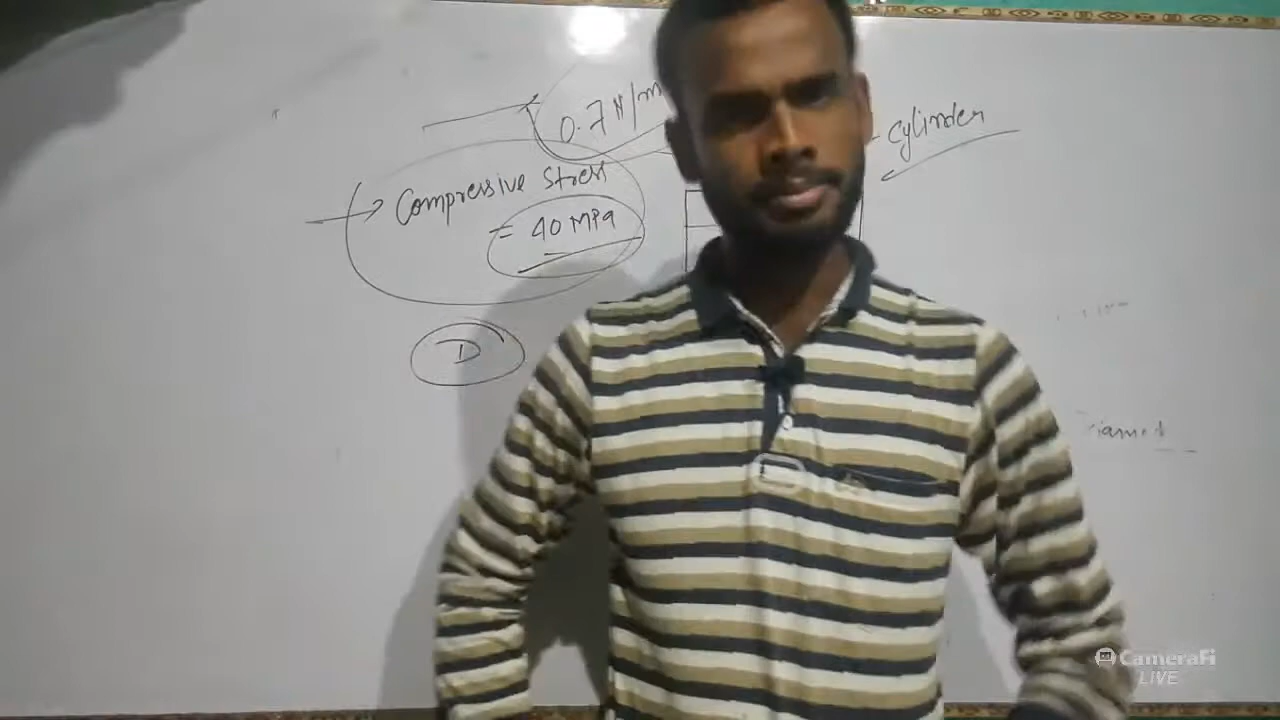 0.7 N/m
Cylinder
Compressive Stress
= 40 MPa
D
CameraFi
LIVE